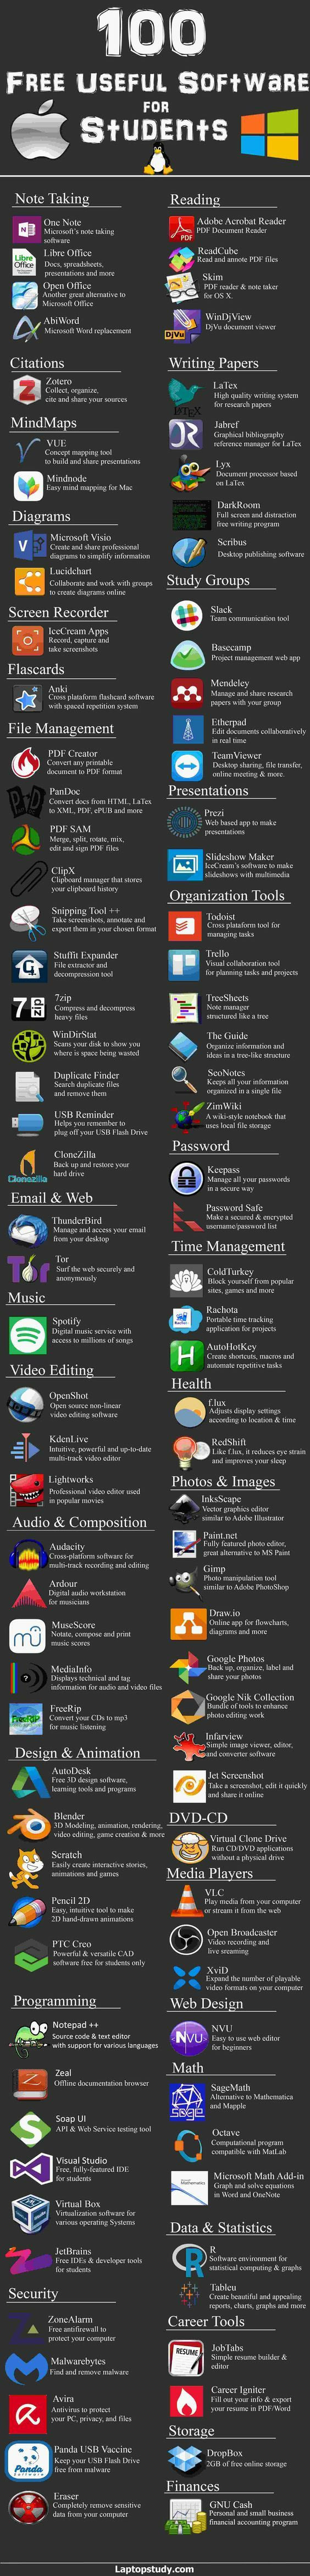 100
FREE USEFUL SOFTWARE
FOR
STUDENTS
Note Taking
One Note
Microsoft's note taking
software
Libre Office
Docs, spreadsheets,
presentations and more
Open Office
Another great alternative to
Microsoft Office
AbiWord
Microsoft Word replacement
Citations
Zotero
Collect, organize,
cite and share your sources
MindMaps
VUE
Concept mapping tool
to build and share presentations
Mindnode
Easy mind mapping for Mac
Diagrams
Microsoft Visio
Create and share professional
diagrams to simplify information
Lucidchart
Collaborate and work with groups
to create diagrams online
Screen Recorder
IceCream Apps
Record, capture and
take screenshots
Flascards
Anki
Cross plataform flashcard software
with spaced repetition system
File Management
PDF Creator
Convert any printable
document to PDF format
PanDoc
Convert docs from HTML, LaTex
to XML, PDF, ePUB and more
PDF SAM
Merge, split, rotate, mix,
edit and sign PDF files
ClipX
Clipboard manager that stores
your clipboard history
Snipping Tool ++
Take screenshots, annotate and
export them in your chosen format
Stuffit Expander
File extractor and
decompression tool
7zip
Compress and decompress
heavy files
WinDirStat
Scans your disk to show you
where is space being wasted
Duplicate Finder
Search duplicate files
and remove them
USB Reminder
Helps you remember to
plug off your USB Flash Drive
CloneZilla
Back up and restore your
hard drive
Email & Web
ThunderBird
Manage and access your email
from your desktop
Tor
Surf the web securely and
anonymously
Music
Spotify
Digital music service with
access to millions of songs
Video Editing
OpenShot
Open source non-linear
video editing software
KdenLive
Intuitive, powerful and up-to-date
multi-track video editor
Lightworks
Professional video editor used
in popular movies
Audio & Composition
Audacity
Cross-platform software for
multi-track recording and editing
Ardour
Digital audio workstation
for musicians
MuseScore
Notate, compose and print
music scores
MediaInfo
Displays technical and tag
information for audio and video files
FreeRip
Convert your CDs to mp3
for music listening
Design & Animation
AutoDesk
Free 3D design software,
learning tools and programs
Blender
3D Modeling, animation, rendering,
video editing, game creation & more
Scratch
Easily create interactive stories,
animations and games
Pencil 2D
Easy, intuitive tool to make
2D hand-drawn animations
PTC Creo
Powerful & versatile CAD
software free for students only
Programming
Notepad ++
Source code & text editor
with support for various languages
Zeal
Offline documentation browser
Soap UI
API & Web Service testing tool
Visual Studio
Free, fully-featured IDE
for students
Virtual Box
Virtualization software for
various operating Systems
JetBrains
Free IDEs & developer tools
for students
Security
ZoneAlarm
Free antifirewall to
protect your computer
Malwarebytes
Find and remove malware
Avira
Antivirus to protect
your PC, privacy, and files
Panda USB Vaccine
Keep your USB Flash Drive
free from malware
Eraser
Completely remove sensitive
data from your computer
Reading
Adobe Acrobat Reader
PDF Document Reader
ReadCube
Read and annote PDF files
Skim
PDF reader & note taker
for OS X.
WinDjView
DjVu document viewer
Writing Papers
LaTex
High quality writing system
for research papers
Jabref
Graphical bibliography
reference manager for LaTex
Lyx
Document processor based
on LaTex
DarkRoom
Full screen and distraction
free writing program
Scribus
Desktop publishing software
Study Groups
Slack
Team communication tool
Basecamp
Project management web app
Mendeley
Manage and share research
papers with your group
Etherpad
Edit documents collaboratively
in real time
TeamViewer
Desktop sharing, file transfer,
online meeting & more.
Presentations
Prezi
Web based app to make
presentations
Slideshow Maker
IceCream's software to make
slideshows with multimedia
Organization Tools
Todoist
Cross plataform tool for
managing tasks
Trello
Visual collaboration tool
for planning tasks and projects
TreeSheets
Note manager
structured like a tree
The Guide
Organize information and
ideas in a tree-like structure
SeoNotes
Keeps all your information
organized in a single file
ZimWiki
A wiki-style notebook that
uses local file storage
Password
Keepass
Manage all your passwords
in a secure way
Password Safe
Make a secured & encrypted
username/password list
Time Management
ColdTurkey
Block yourself from popular
sites, games and more
Rachota
Portable time tracking
application for projects
AutoHotKey
Create shortcuts, macros and
automate repetitive tasks
Health
f.lux
Adjusts display settings
according to location & time
RedShift
Like f.lux, it reduces eye strain
and improves your sleep
Photos & Images
InksScape
Vector graphics editor
similar to Adobe Illustrator
Paint.net
Fully featured photo editor,
great alternative to MS Paint
Gimp
Photo manipulation tool
similar to Adobe PhotoShop
Draw.io
Online app for flowcharts,
diagrams and more
Google Photos
Back up, organize, label and
share your photos
Google Nik Collection
Bundle of tools to enhance
photo editing work
Infarview
Simple image viewer, editor,
and converter software
Jet Screenshot
Take a screenshot, edit it quickly
and share it online
DVD-CD
Virtual Clone Drive
Run CD/DVD applications
without a physical drive
Media Players
VLC
Play media from your computer
or stream it from the web
Open Broadcaster
Video recording and
live sreaming
XviD
Expand the number of playable
video formats on your computer
Web Design
NVU
Easy to use web editor
for beginners
Math
SageMath
Alternative to Mathematica
and Mapple
Octave
Computational program
compatible with MatLab
Microsoft Math Add-in
Graph and solve equations
in Word and OneNote
Data & Statistics
R
Software environment for
statistical computing & graphs
Tableu
Create beautiful and appealing
reports, charts, graphs and more
Career Tools
JobTabs
Simple resume builder &
editor
Career Igniter
Fill out your info & export
your resume in PDF/Word
Storage
DropBox
2GB of free online storage
Finances
GNU Cash
Personal and small business
financial accounting program
Laptopstudy.com